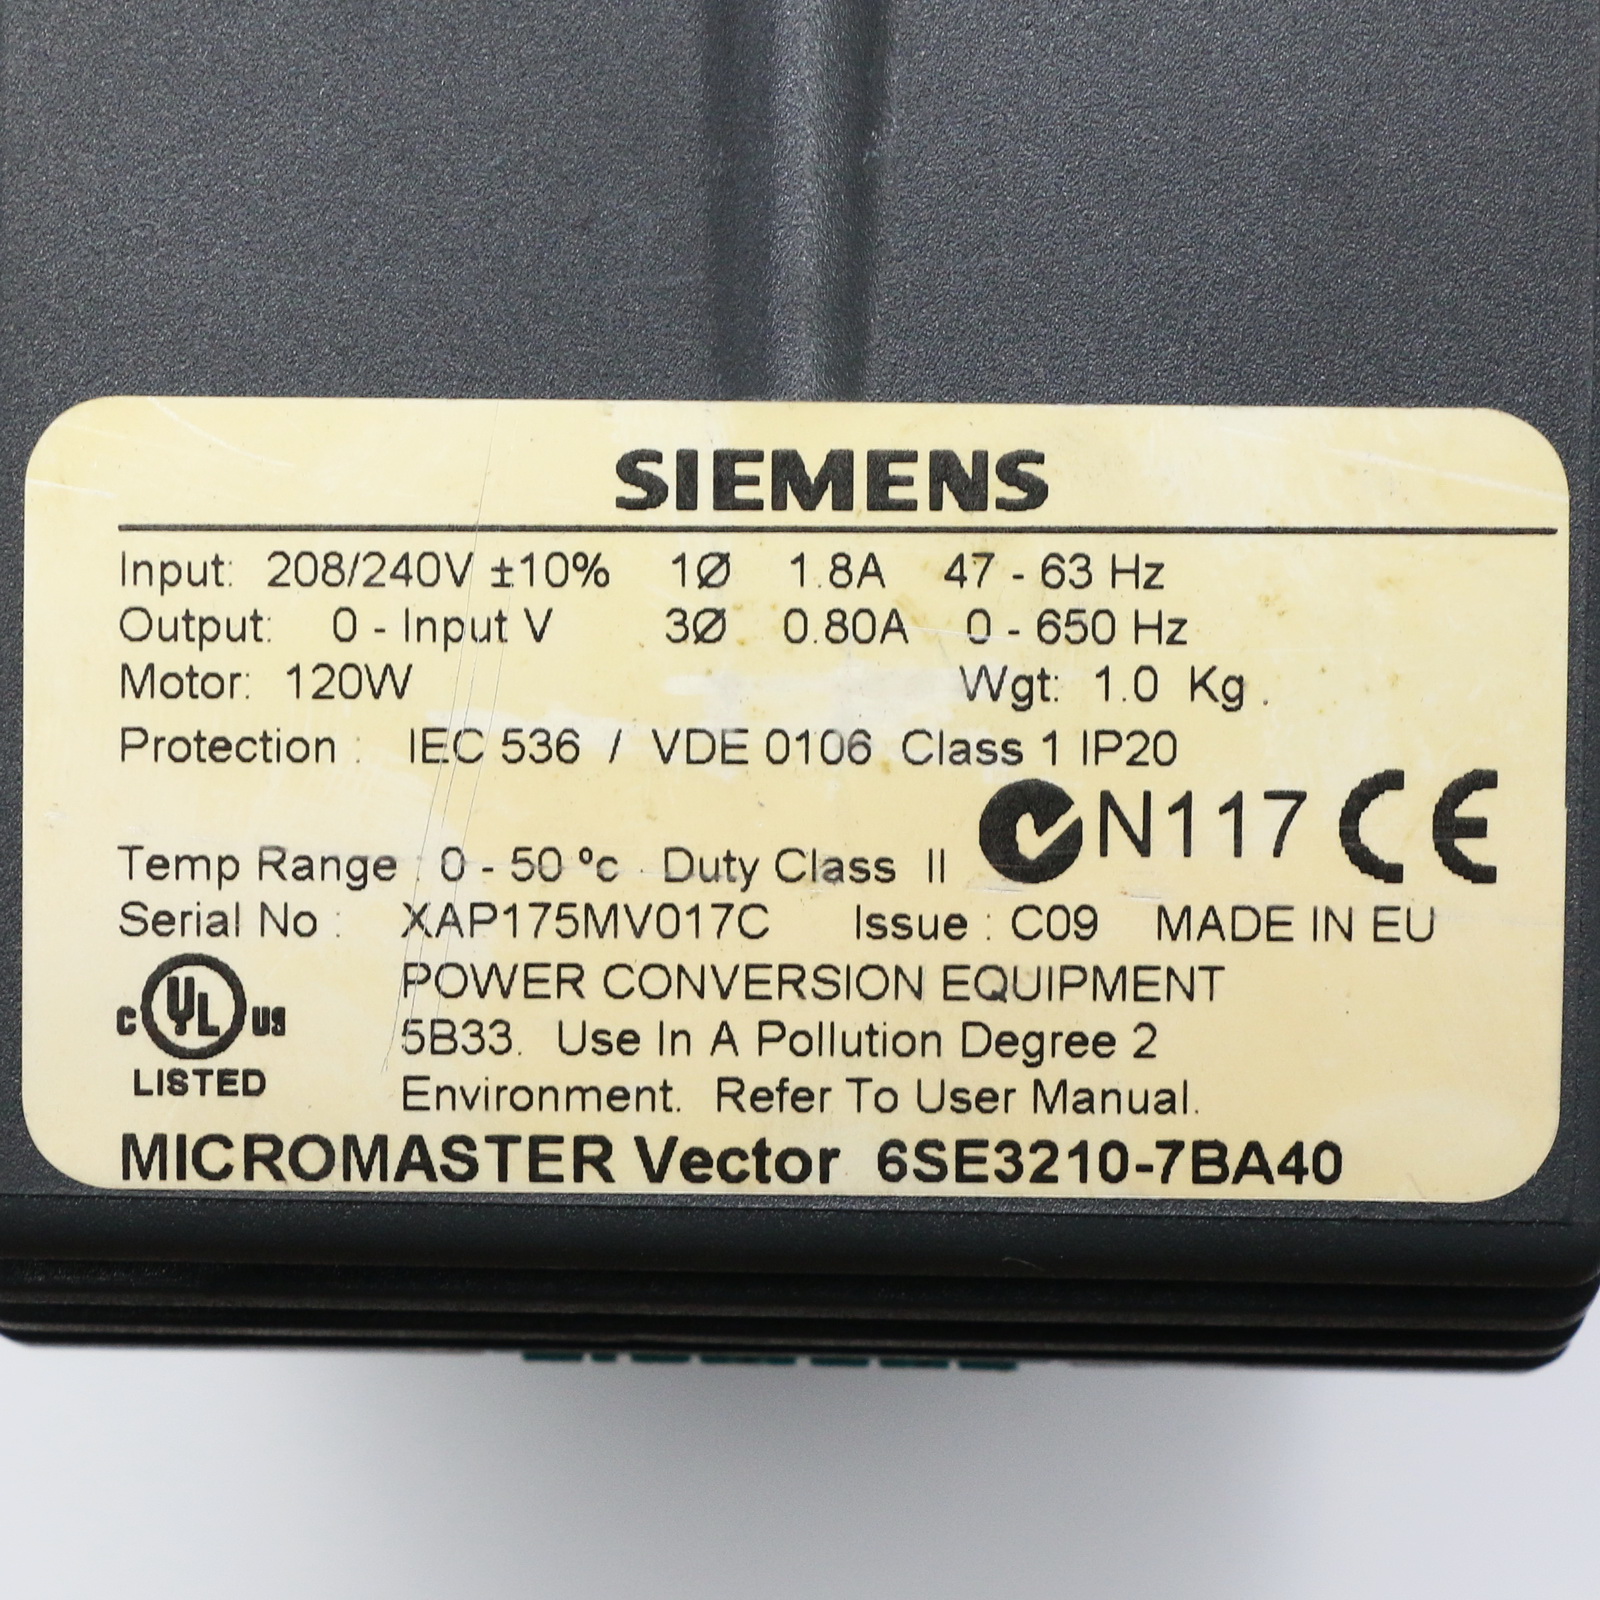 SIEMENS
Input: 208/240V ±10% 1Ø 1.8A 47 - 63 Hz
Output: 0 - Input V 3Ø 0.80A 0 - 650 Hz
Motor: 120W Wgt: 1.0 Kg .
Protection : IEC 536 / VDE 0106 Class 1 IP20
N117 CE
Temp Range : 0 - 50 °c · Duty Class II
Serial No : XAP175MV017C Issue : C09 MADE IN EU
POWER CONVERSION EQUIPMENT
c UL us 5B33. Use In A Pollution Degree 2
LISTED Environment. Refer To User Manual.
MICROMASTER Vector 6SE3210-7BA40